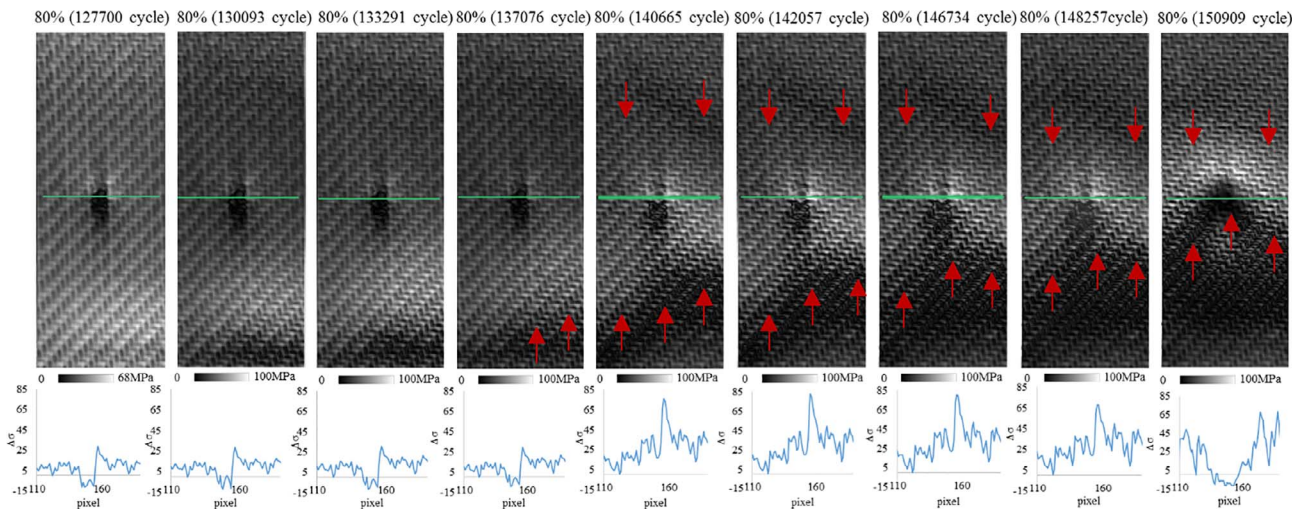 80% (127700 cycle) 80% (130093 cycle) 80% (133291 cycle) 80% (137076 cycle) 80% (140665 cycle) 80% (142057 cycle) 80% (146734 cycle) 80% (148257cycle) 80% (150909 cycle)
0 68MPa 0 100MPa 0 100MPa 0 100MPa 0 100MPa 0 100MPa 0 100MPa 0 100MPa 0 100MPa
85 85 85 85 85 85 85 85 85
65 65 65 65 65 65 65 65 65
Δσ 45 Δσ 45 Δσ 45 Δσ 45 Δσ 45 Δσ 45 Δσ 45 Δσ 45 Δσ 45
25 25 25 25 25 25 25 25 25
5 5 5 5 5 5 5 5 5
-15 110 160 -15 110 160 -15 110 160 -15 110 160 -15 110 160 -15 110 160 -15 110 160 -15 110 160 -15 110 160
pixel pixel pixel pixel pixel pixel pixel pixel pixel